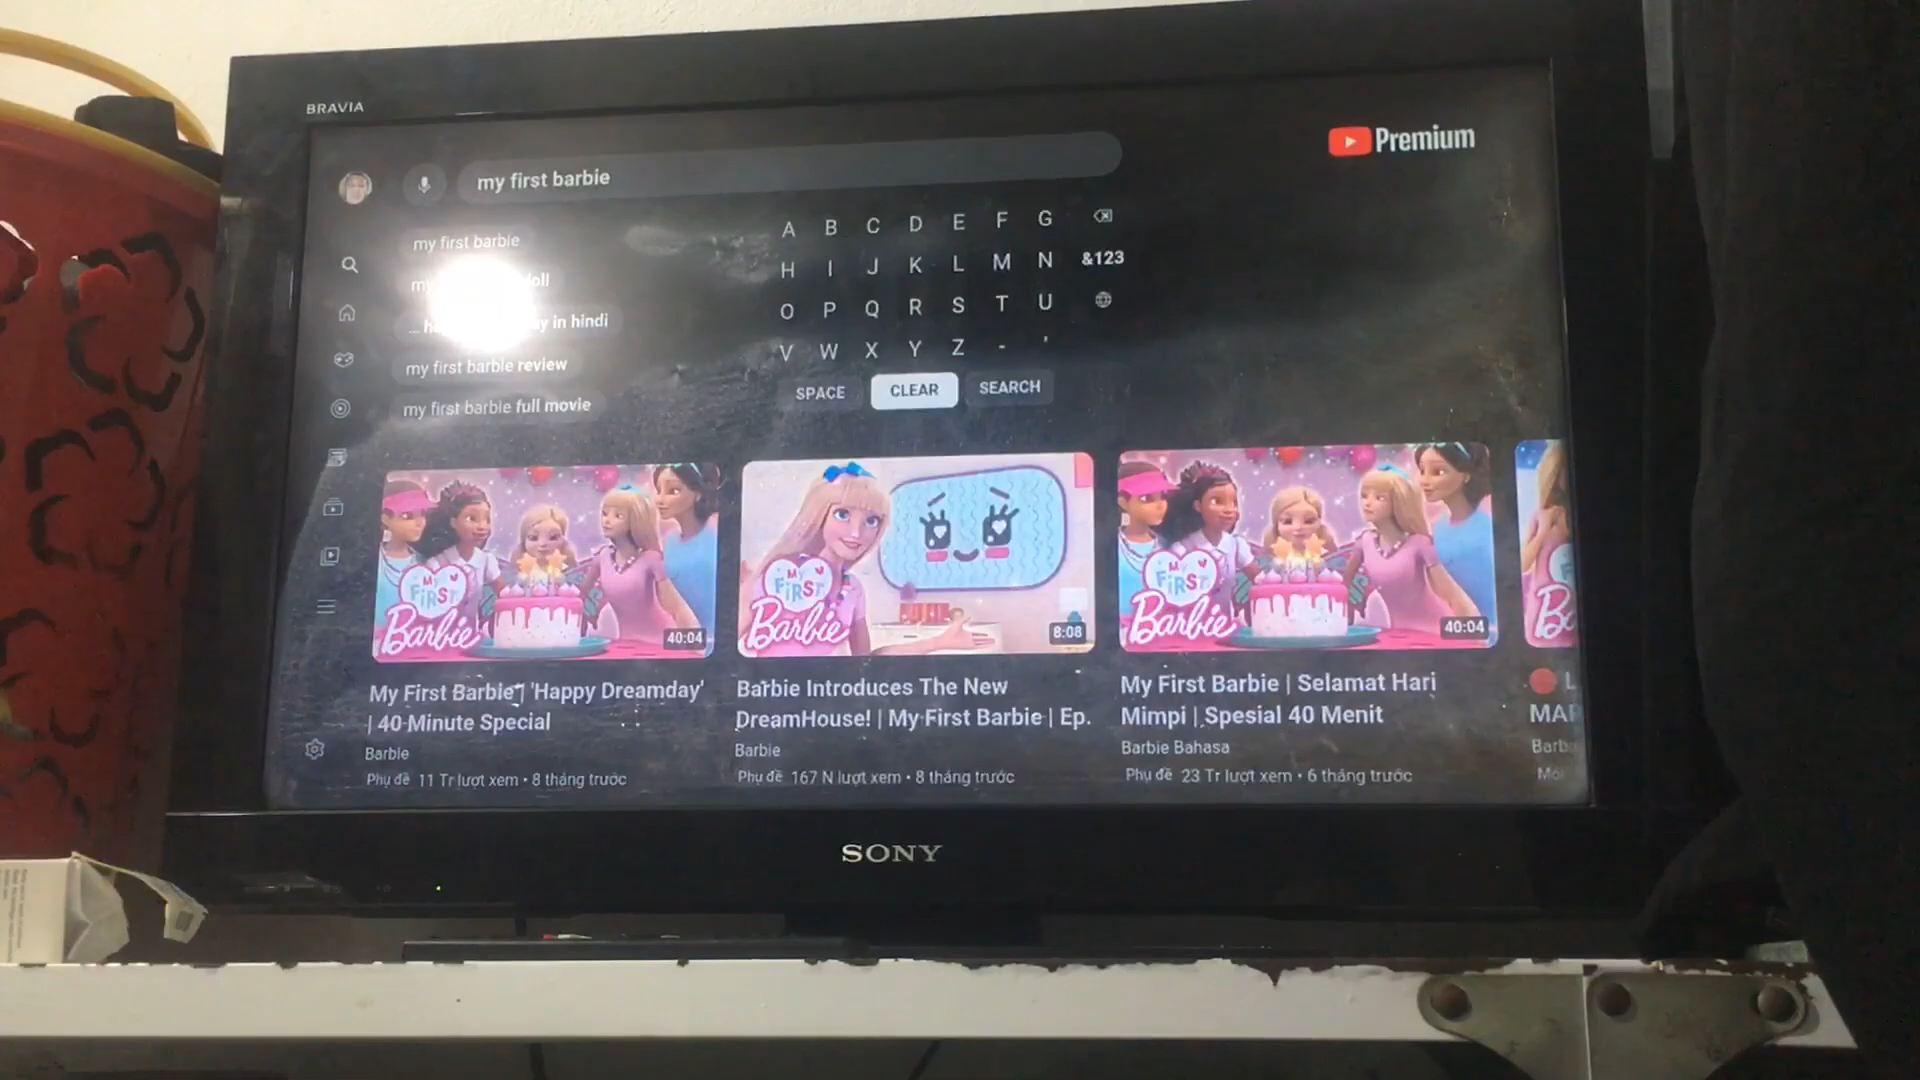 BRAVIA
Premium
my first barbie
my first barbie
my doll
... in hindi
my first barbie review
my first barbie full movie
A B C D E F G
H I J K L M N &123
O P Q R S T U
V W X Y Z - '
SPACE CLEAR SEARCH
MY FiRST Barbie
40:04
MY FiRST Barbie
8:08
MY FiRST Barbie
40:04
My First Barbie | 'Happy Dreamday'
| 40 Minute Special
Barbie
Phụ đề 11 Tr lượt xem • 8 tháng trước
Barbie Introduces The New
DreamHouse! | My First Barbie | Ep.
Barbie
Phụ đề 167 N lượt xem • 8 tháng trước
My First Barbie | Selamat Hari
Mimpi | Spesial 40 Menit
Barbie Bahasa
Phụ đề 23 Tr lượt xem • 6 tháng trước
SONY